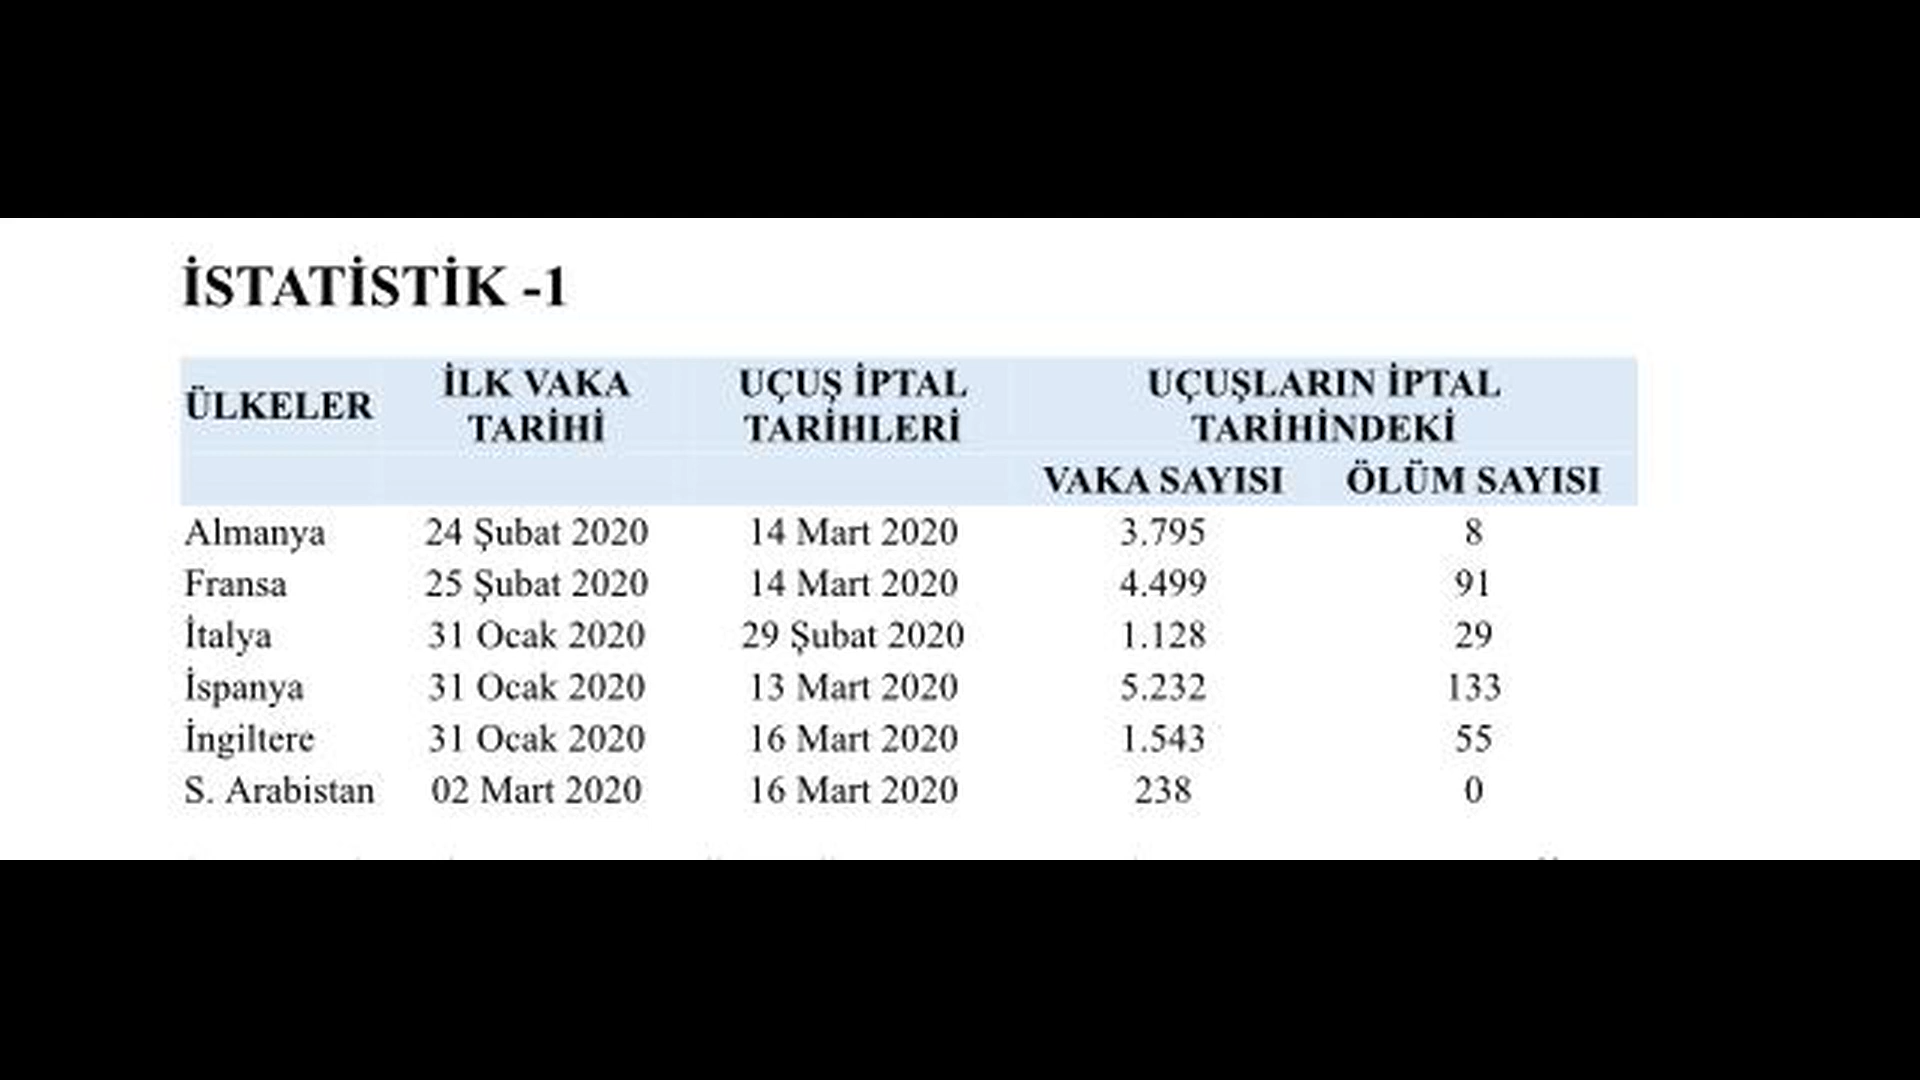 İSTATİSTİK -1
ÜLKELER
İLK VAKA
TARİHİ
UÇUŞ İPTAL
TARİHLERİ
UÇUŞLARIN İPTAL
TARİHİNDEKİ
VAKA SAYISI ÖLÜM SAYISI
Almanya 24 Şubat 2020 14 Mart 2020 3.795 8
Fransa 25 Şubat 2020 14 Mart 2020 4.499 91
İtalya 31 Ocak 2020 29 Şubat 2020 1.128 29
İspanya 31 Ocak 2020 13 Mart 2020 5.232 133
İngiltere 31 Ocak 2020 16 Mart 2020 1.543 55
S. Arabistan 02 Mart 2020 16 Mart 2020 238 0